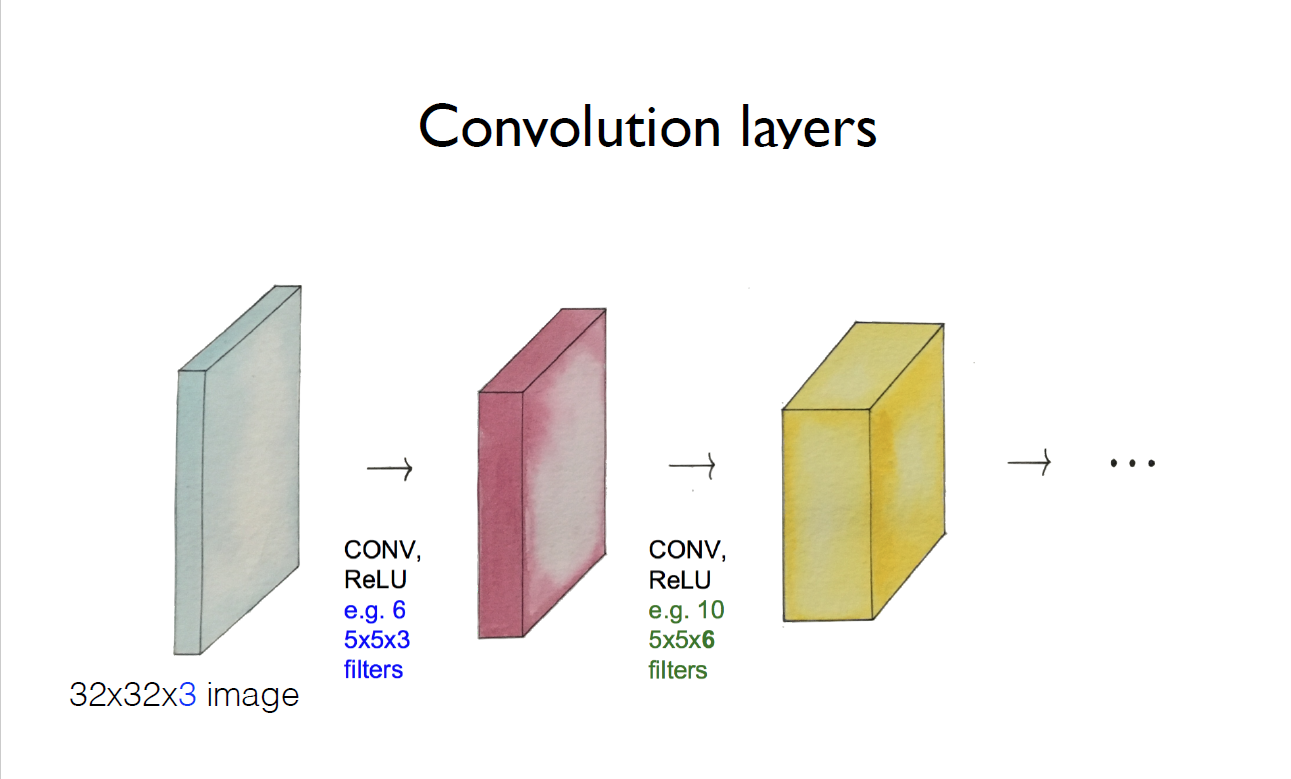 Convolution layers
CONV,
ReLU
e.g. 6
5x5x3
filters
CONV,
ReLU
e.g. 10
5x5x6
filters
...
32x32x3 image